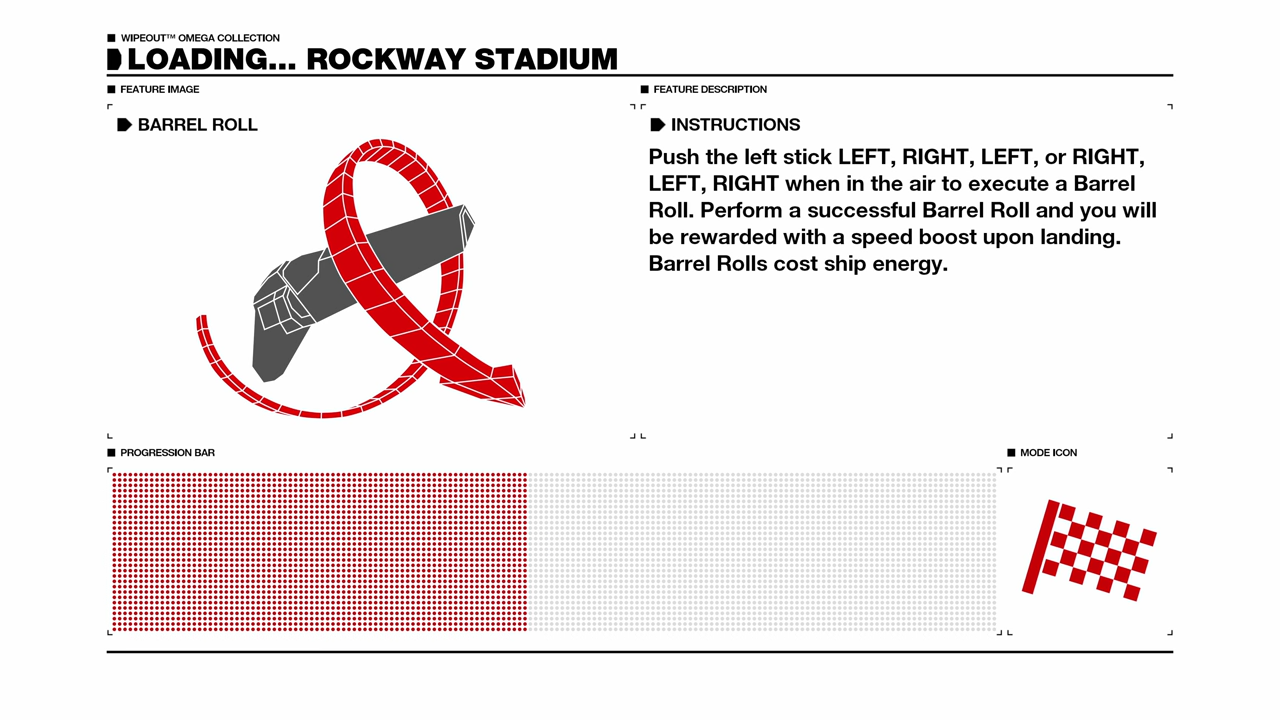 WIPEOUT™ OMEGA COLLECTION
LOADING... ROCKWAY STADIUM
FEATURE IMAGE
BARREL ROLL
FEATURE DESCRIPTION
INSTRUCTIONS
Push the left stick LEFT, RIGHT, LEFT, or RIGHT,
LEFT, RIGHT when in the air to execute a Barrel
Roll. Perform a successful Barrel Roll and you will
be rewarded with a speed boost upon landing.
Barrel Rolls cost ship energy.
PROGRESSION BAR
MODE ICON